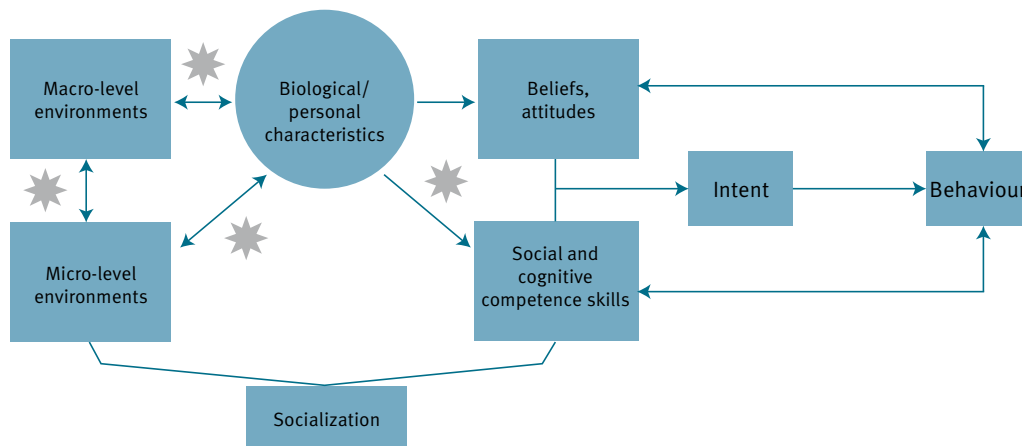 Macro-level
environments
Biological/
personal
characteristics
Beliefs,
attitudes
Intent
Behaviour
Micro-level
environments
Social and
cognitive
competence skills
Socialization